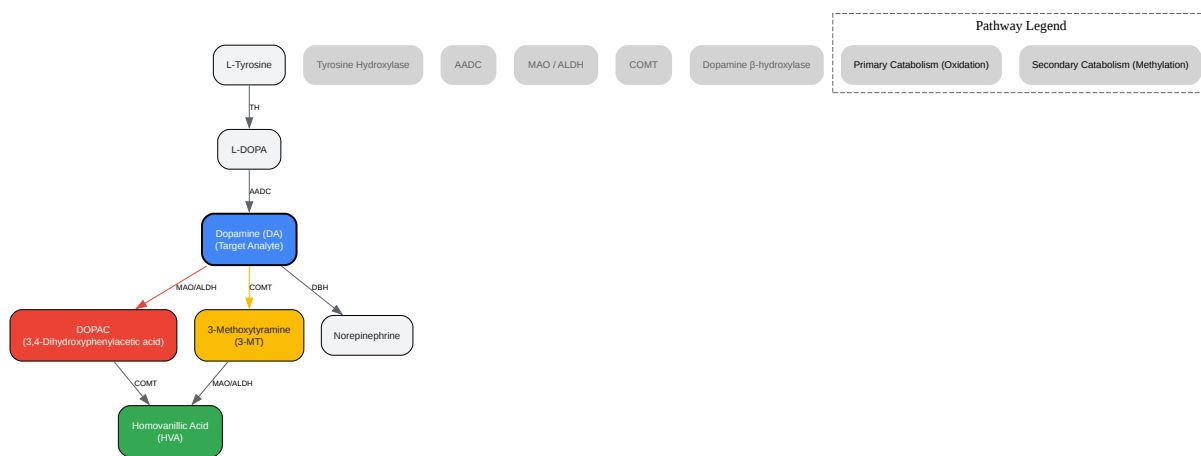 Pathway Legend
L-Tyrosine
Tyrosine Hydroxylase
AADC
MAO / ALDH
COMT
Dopamine β-hydroxylase
Primary Catabolism (Oxidation)
Secondary Catabolism (Methylation)
TH
L-DOPA
AADC
Dopamine (DA)
(Target Analyte)
MAO/ALDH
COMT
DBH
DOPAC
(3,4-Dihydroxyphenylacetic acid)
3-Methoxytyramine
(3-MT)
Norepinephrine
COMT
MAO/ALDH
Homovanillic Acid
(HVA)